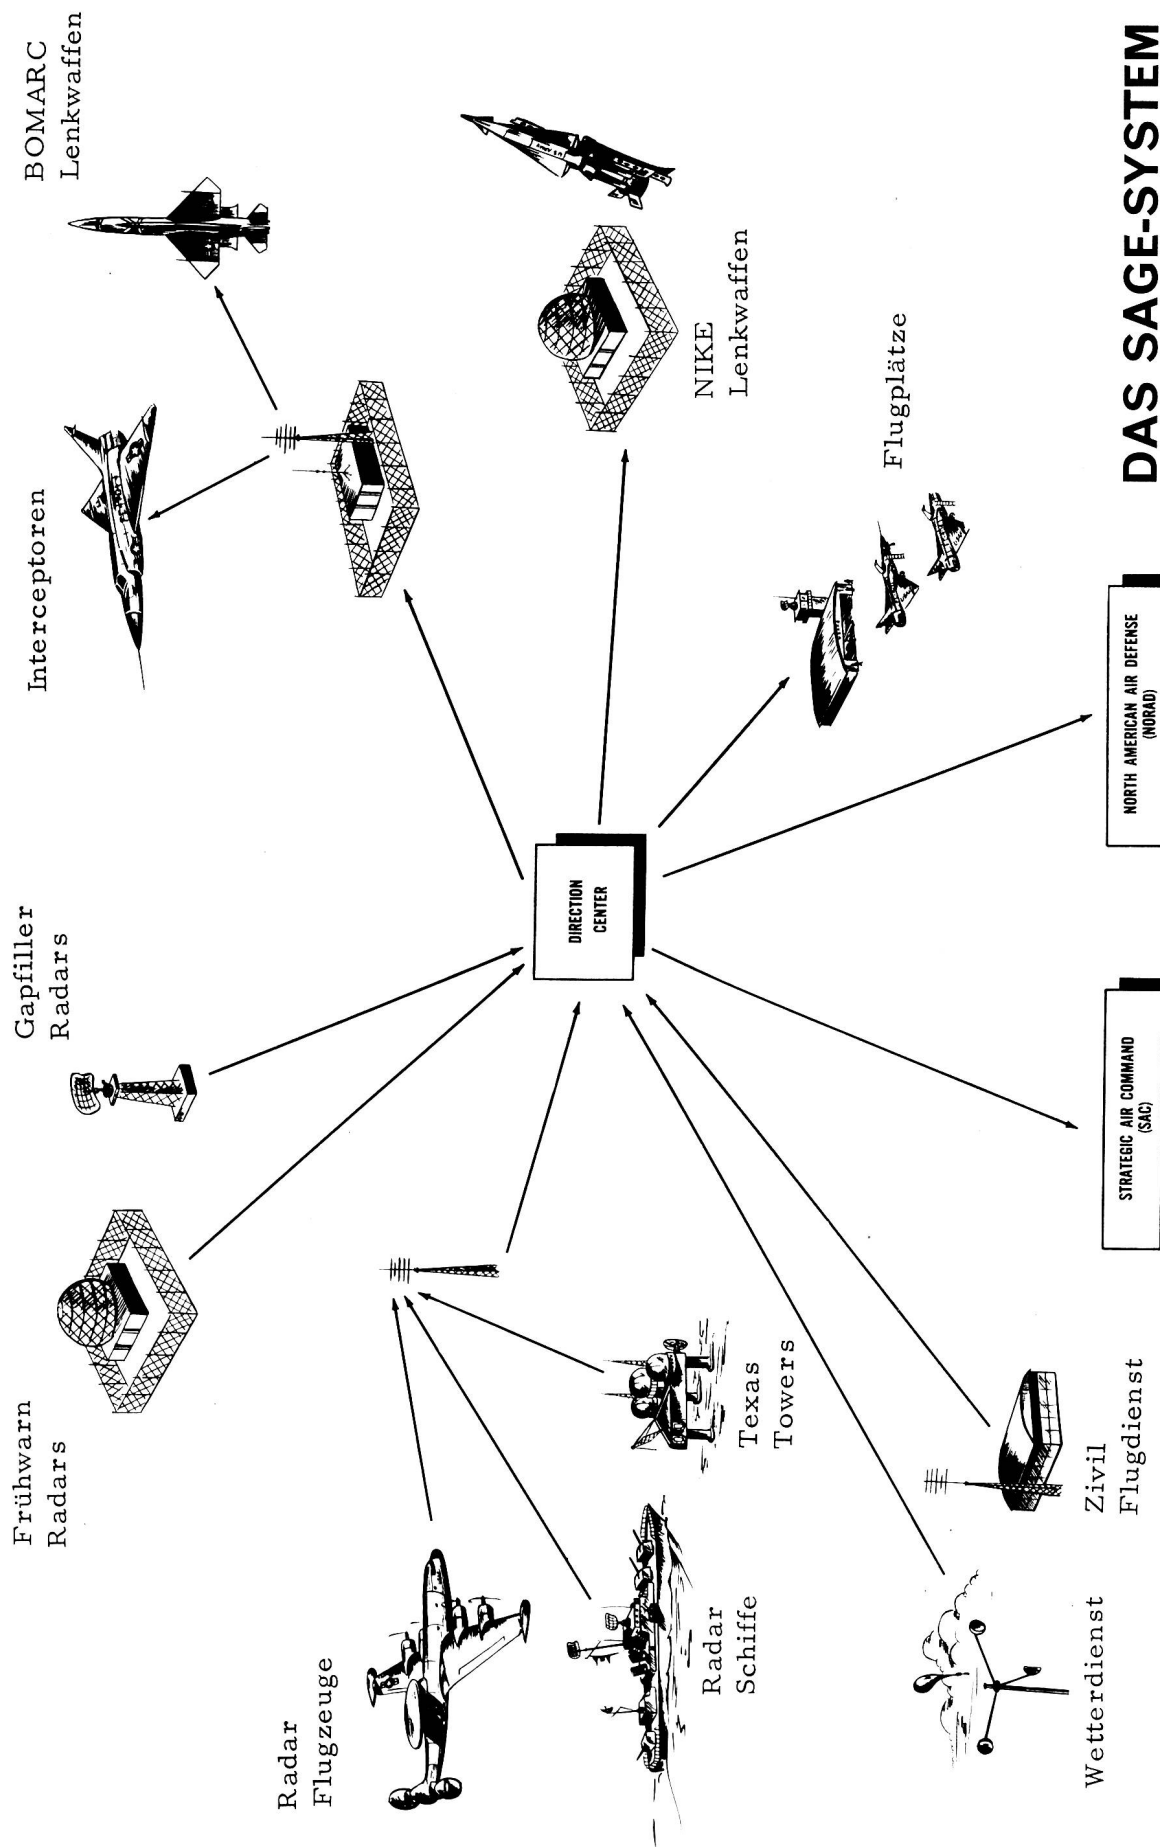 Frühwarn
Radars
Gapfiller
Radars
Interceptoren
BOMARC
Lenkwaffen
Radar
Flugzeuge
DIRECTION
CENTER
U.S. ARMY
NIKE
Lenkwaffen
Radar
Schiffe
Texas
Towers
Flugplätze
Wetterdienst
Zivil
Flugdienst
STRATEGIC AIR COMMAND
(SAC)
NORTH AMERICAN AIR DEFENSE
(NORAD)
DAS SAGE-SYSTEM